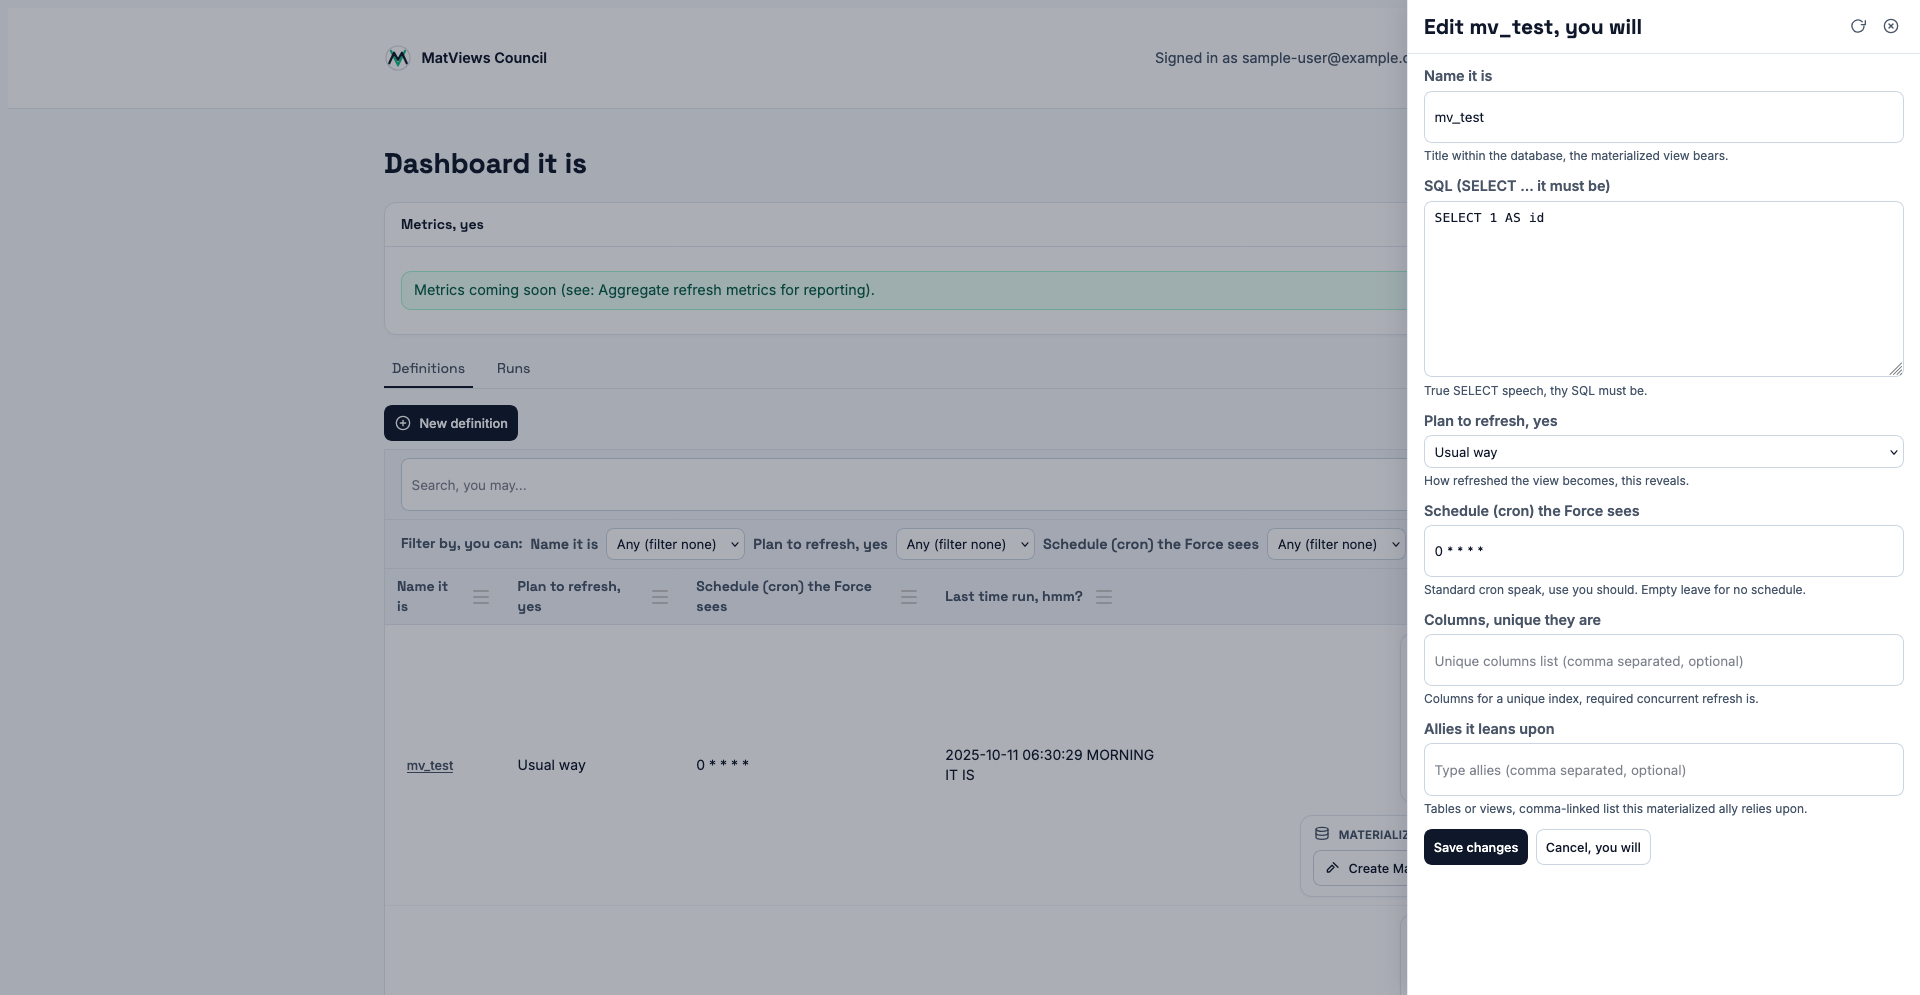 MatViews Council
Signed in as sample-user@example.c
Dashboard it is
Metrics, yes
Metrics coming soon (see: Aggregate refresh metrics for reporting).
Definitions
Runs
New definition
Search, you may...
Filter by, you can:
Name it is
Any (filter none)
Plan to refresh, yes
Any (filter none)
Schedule (cron) the Force sees
Any (filter none)
Name it
is
Plan to refresh,
yes
Schedule (cron) the Force
sees
Last time run, hmm?
mv_test
Usual way
0 * * * *
2025-10-11 06:30:29 MORNING
IT IS
MATERIALIZ
Create Ma
Edit mv_test, you will
Name it is
mv_test
Title within the database, the materialized view bears.
SQL (SELECT ... it must be)
SELECT 1 AS id
True SELECT speech, thy SQL must be.
Plan to refresh, yes
Usual way
How refreshed the view becomes, this reveals.
Schedule (cron) the Force sees
0 * * * *
Standard cron speak, use you should. Empty leave for no schedule.
Columns, unique they are
Unique columns list (comma separated, optional)
Columns for a unique index, required concurrent refresh is.
Allies it leans upon
Type allies (comma separated, optional)
Tables or views, comma-linked list this materialized ally relies upon.
Save changes
Cancel, you will